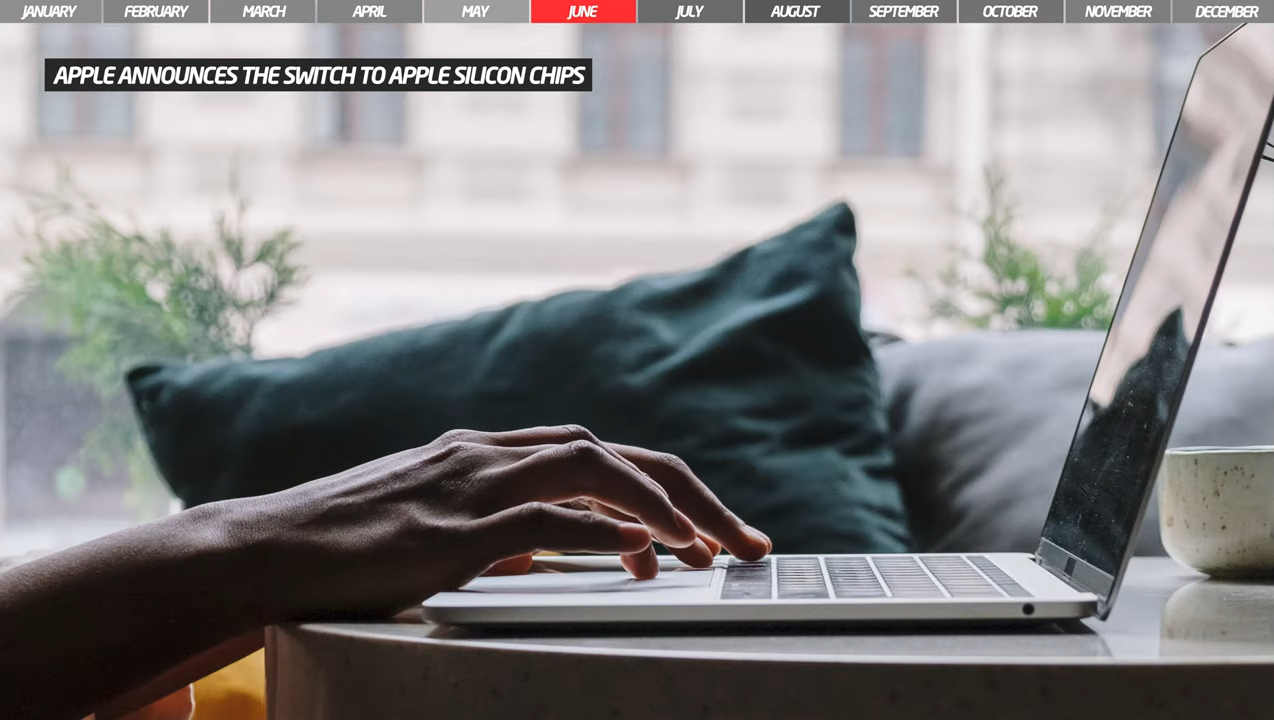 JANUARY FEBRUARY MARCH APRIL MAY JUNE JULY AUGUST SEPTEMBER OCTOBER NOVEMBER DECEMBER
APPLE ANNOUNCES THE SWITCH TO APPLE SILICON CHIPS